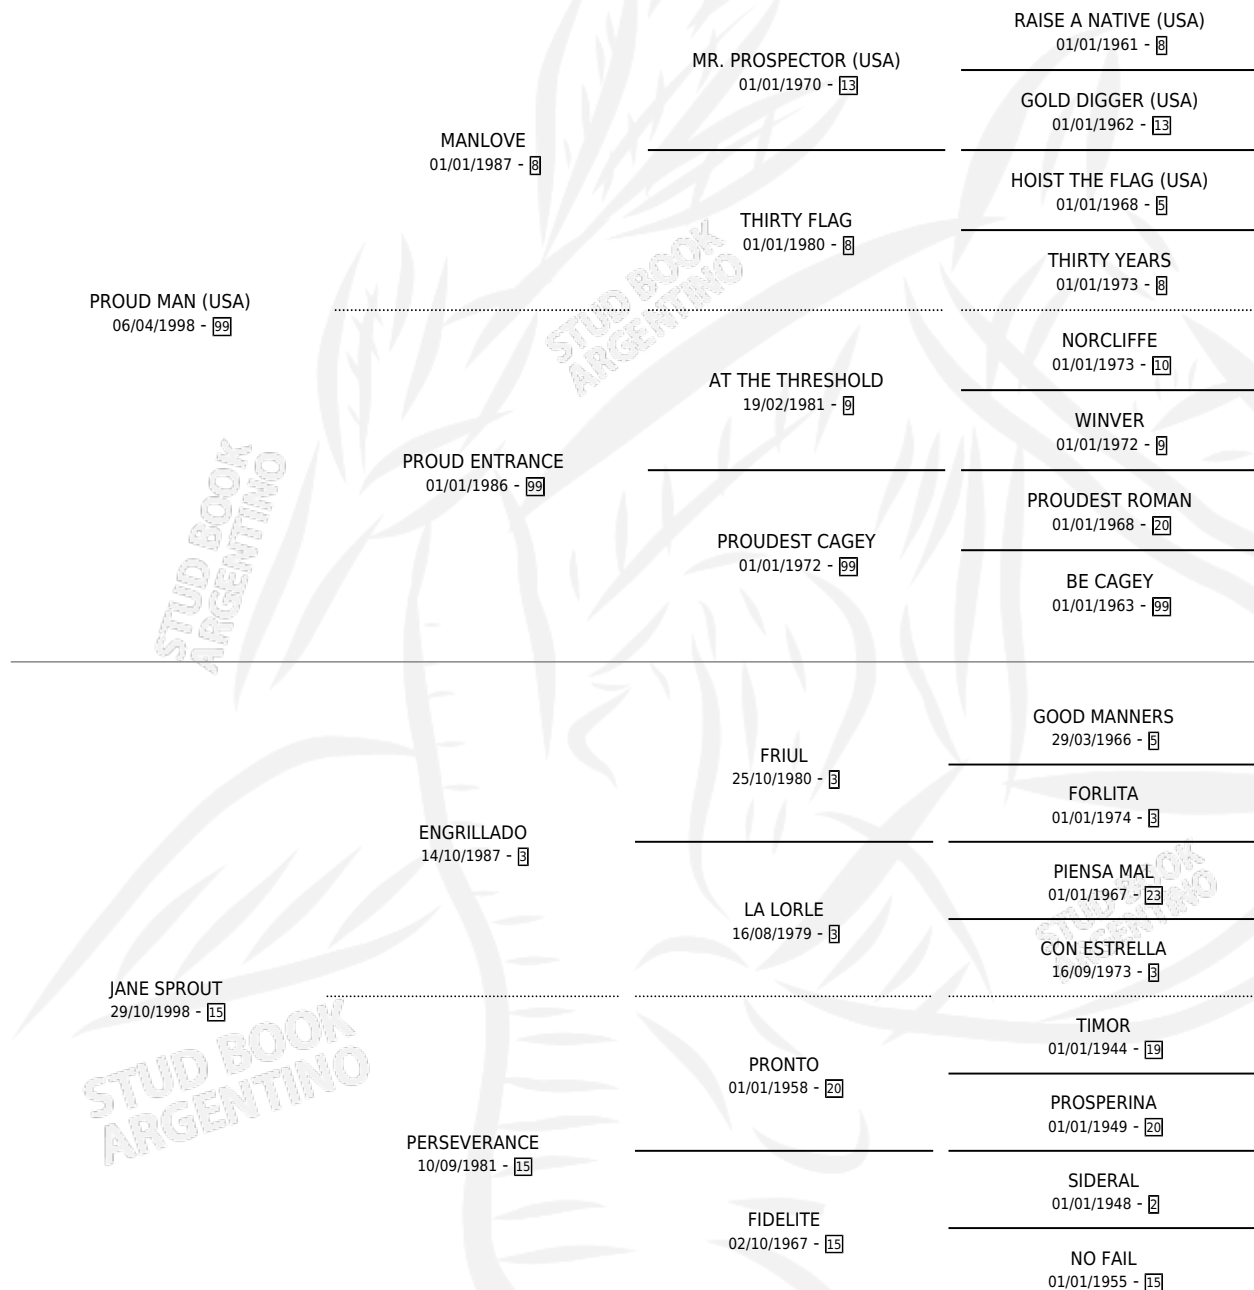 RAISE A NATIVE (USA)
01/01/1961 - 8
MR. PROSPECTOR (USA)
01/01/1970 - 13
GOLD DIGGER (USA)
01/01/1962 - 13
MANLOVE
01/01/1987 - 8
HOIST THE FLAG (USA)
01/01/1968 - 5
THIRTY FLAG
01/01/1980 - 8
THIRTY YEARS
01/01/1973 - 8
PROUD MAN (USA)
06/04/1998 - 99
NORCLIFFE
01/01/1973 - 10
AT THE THRESHOLD
19/02/1981 - 9
WINVER
01/01/1972 - 9
PROUD ENTRANCE
01/01/1986 - 99
PROUDEST ROMAN
01/01/1968 - 20
PROUDEST CAGEY
01/01/1972 - 99
BE CAGEY
01/01/1963 - 99
GOOD MANNERS
29/03/1966 - 5
FRIUL
25/10/1980 - 3
FORLITA
01/01/1974 - 3
ENGRILLADO
14/10/1987 - 3
PIENSA MAL
01/01/1967 - 23
LA LORLE
16/08/1979 - 3
CON ESTRELLA
16/09/1973 - 3
JANE SPROUT
29/10/1998 - 15
TIMOR
01/01/1944 - 19
PRONTO
01/01/1958 - 20
PROSPERINA
01/01/1949 - 20
PERSEVERANCE
10/09/1981 - 15
SIDERAL
01/01/1948 - 2
FIDELITE
02/10/1967 - 15
NO FAIL
01/01/1955 - 15
STUD BOOK
ARGENTINO
STUD BOOK
ARGENTINO
STUD BOOK
ARGENTINO
STUD BOOK
ARGENTINO